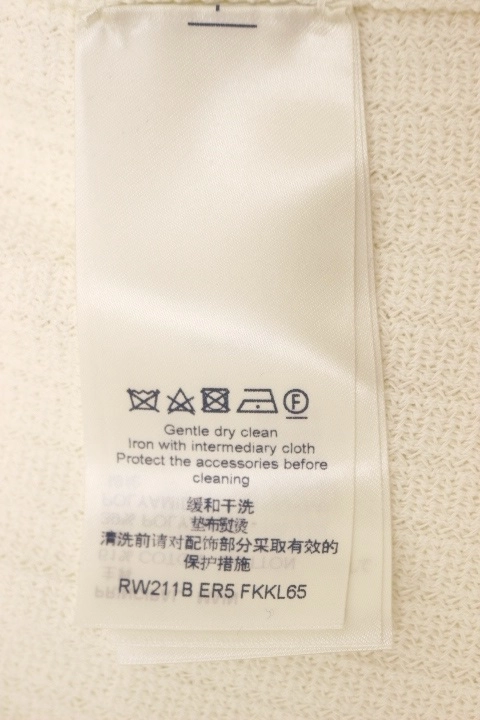 Gentle dry clean
Iron with intermediary cloth
Protect the accessories before
cleaning
缓和干洗
垫布熨烫
清洗前请对配饰部分采取有效的
保护措施
RW211B ER5 FKKL65